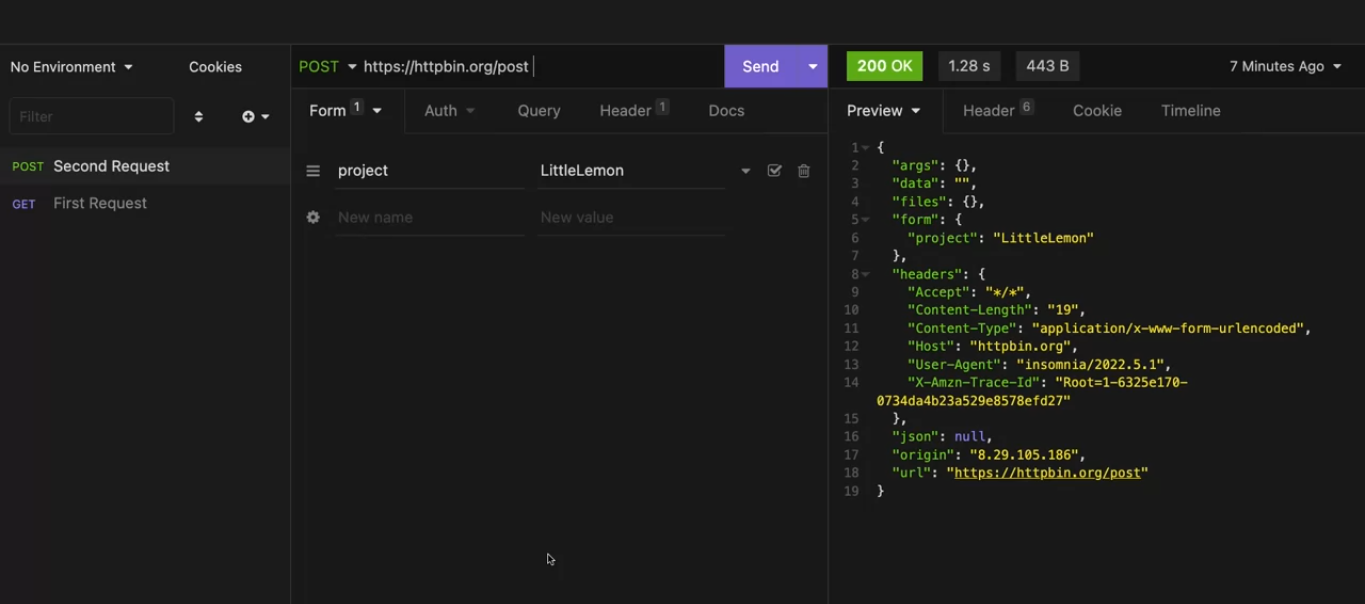 No Environment Cookies
POST https://httpbin.org/post Send
200 OK 1.28 s 443 B 7 Minutes Ago
Filter
Form 1 Auth Query Header 1 Docs
Preview Header 6 Cookie Timeline
POST Second Request
GET First Request
project LittleLemon
New name New value
1 {
2 "args": {},
3 "data": "",
4 "files": {},
5 "form": {
6 "project": "LittleLemon"
7 },
8 "headers": {
9 "Accept": "*/*",
10 "Content-Length": "19",
11 "Content-Type": "application/x-www-form-urlencoded",
12 "Host": "httpbin.org",
13 "User-Agent": "insomnia/2022.5.1",
14 "X-Amzn-Trace-Id": "Root=1-6325e170-
0734da4b23a529e8578efd27"
15 },
16 "json": null,
17 "origin": "8.29.105.186",
18 "url": "https://httpbin.org/post"
19 }